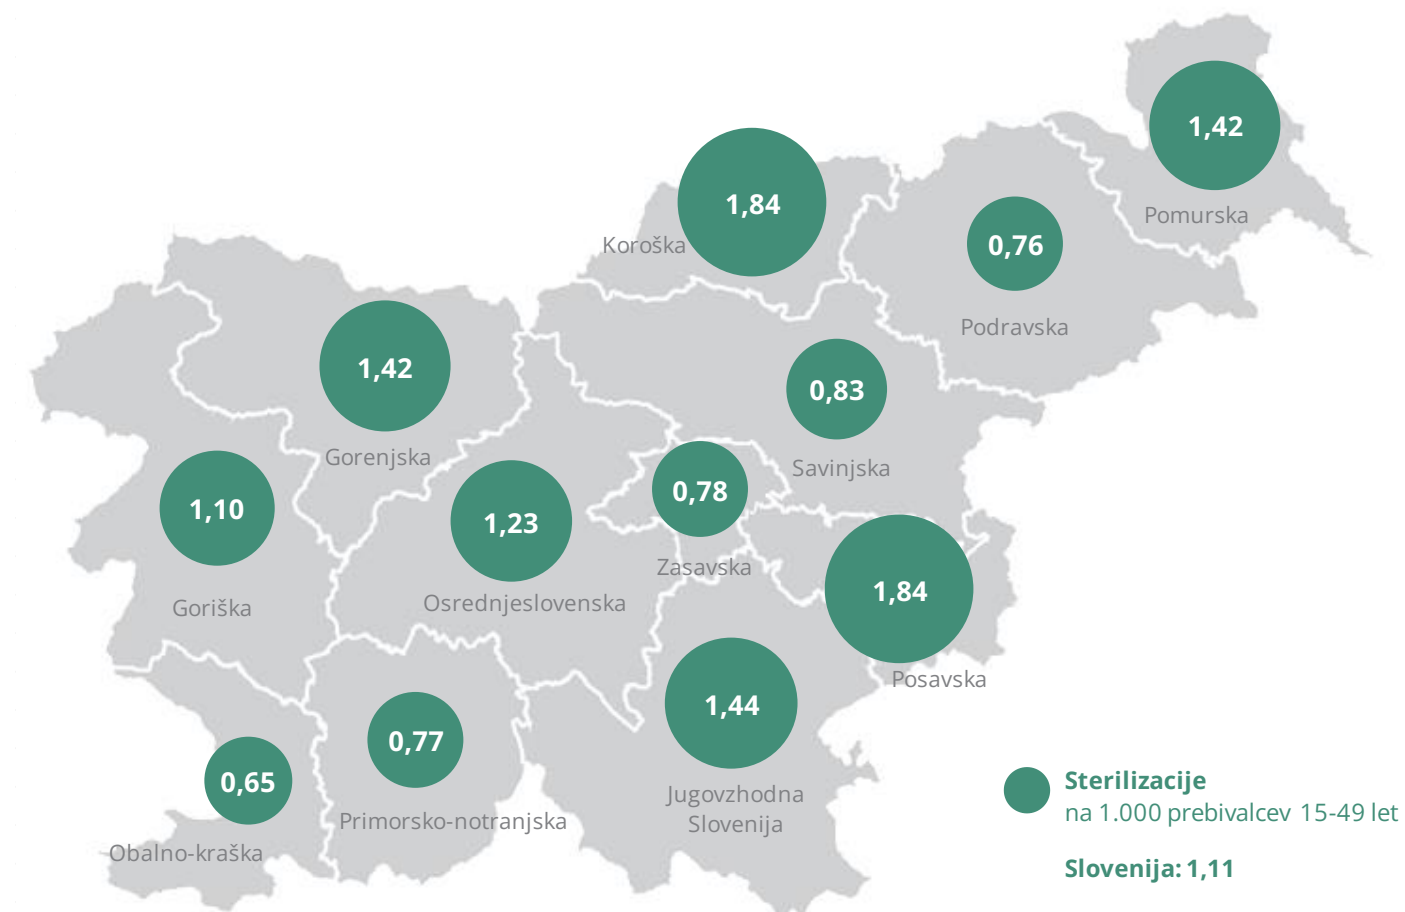 1,42
Pomurska
1,84
Koroška
0,76
Podravska
1,42
Gorenjska
0,83
Savinjska
1,10
Goriška
1,23
Osrednjeslovenska
0,78
Zasavska
1,84
Posavska
1,44
Jugovzhodna
Slovenija
0,77
Primorsko-notranjska
0,65
Obalno-kraška
Sterilizacije
na 1.000 prebivalcev 15-49 let
Slovenija: 1,11